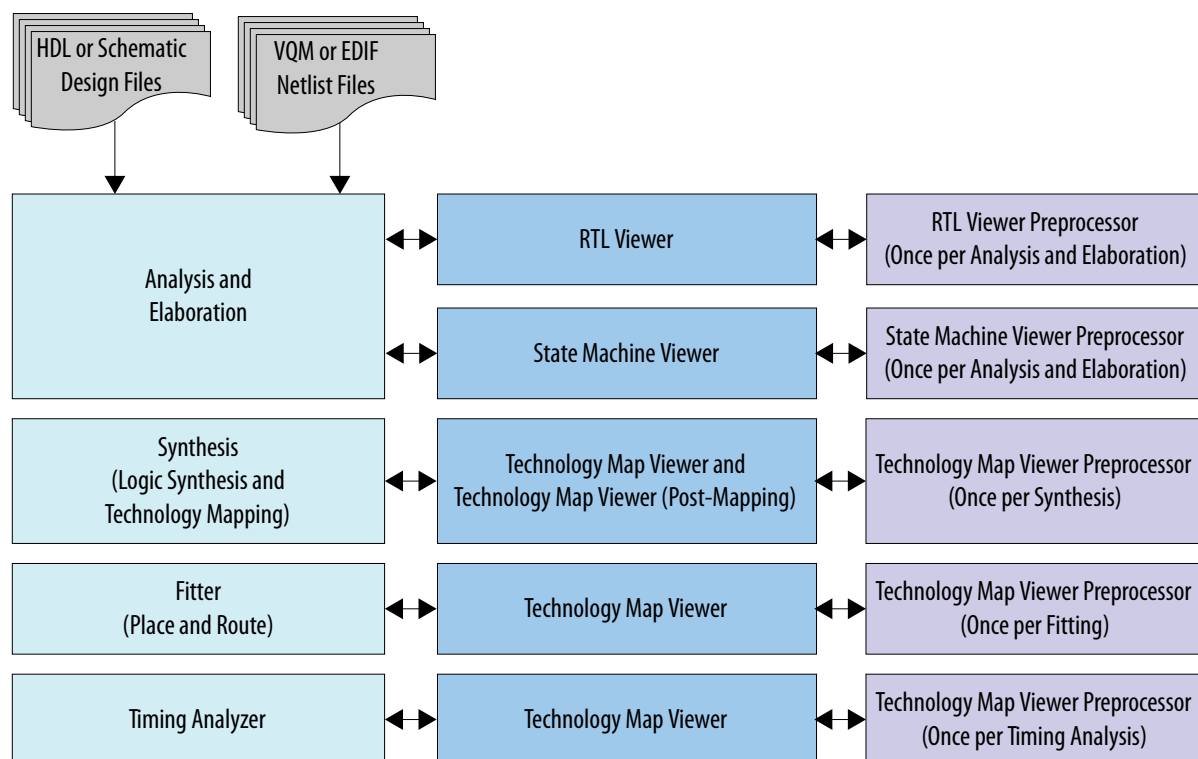 HDL or Schematic
Design Files
VQM or EDIF
Netlist Files
Analysis and
Elaboration
RTL Viewer
RTL Viewer Preprocessor
(Once per Analysis and Elaboration)
State Machine Viewer
State Machine Viewer Preprocessor
(Once per Analysis and Elaboration)
Synthesis
(Logic Synthesis and
Technology Mapping)
Technology Map Viewer and
Technology Map Viewer (Post-Mapping)
Technology Map Viewer Preprocessor
(Once per Synthesis)
Fitter
(Place and Route)
Technology Map Viewer
Technology Map Viewer Preprocessor
(Once per Fitting)
Timing Analyzer
Technology Map Viewer
Technology Map Viewer Preprocessor
(Once per Timing Analysis)